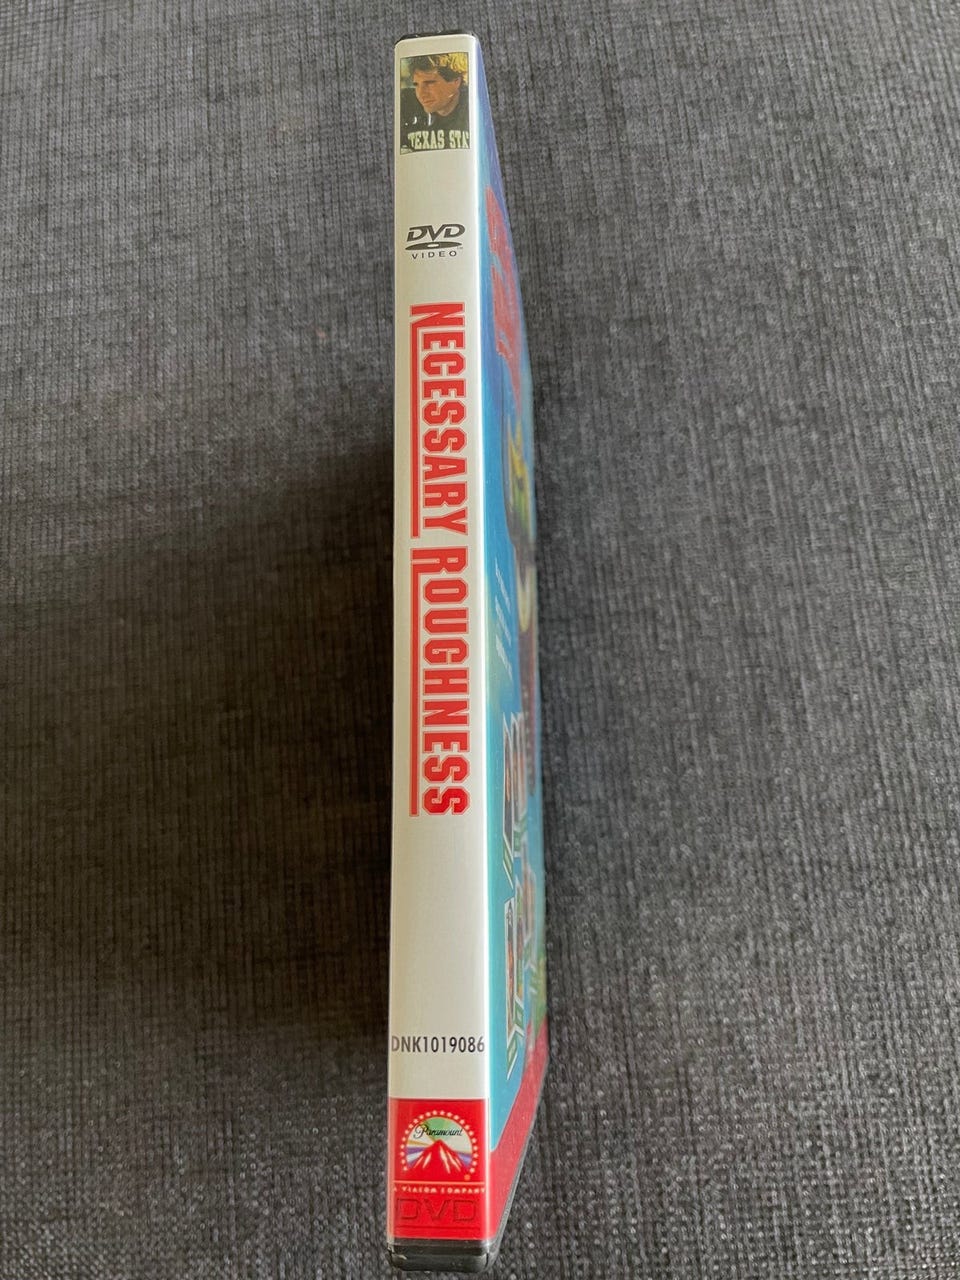 TEXAS STA
DVD
VIDEO
NECESSARY ROUGHNESS
DNK1019086
Paramount
A VIACOM COMPANY
DVD